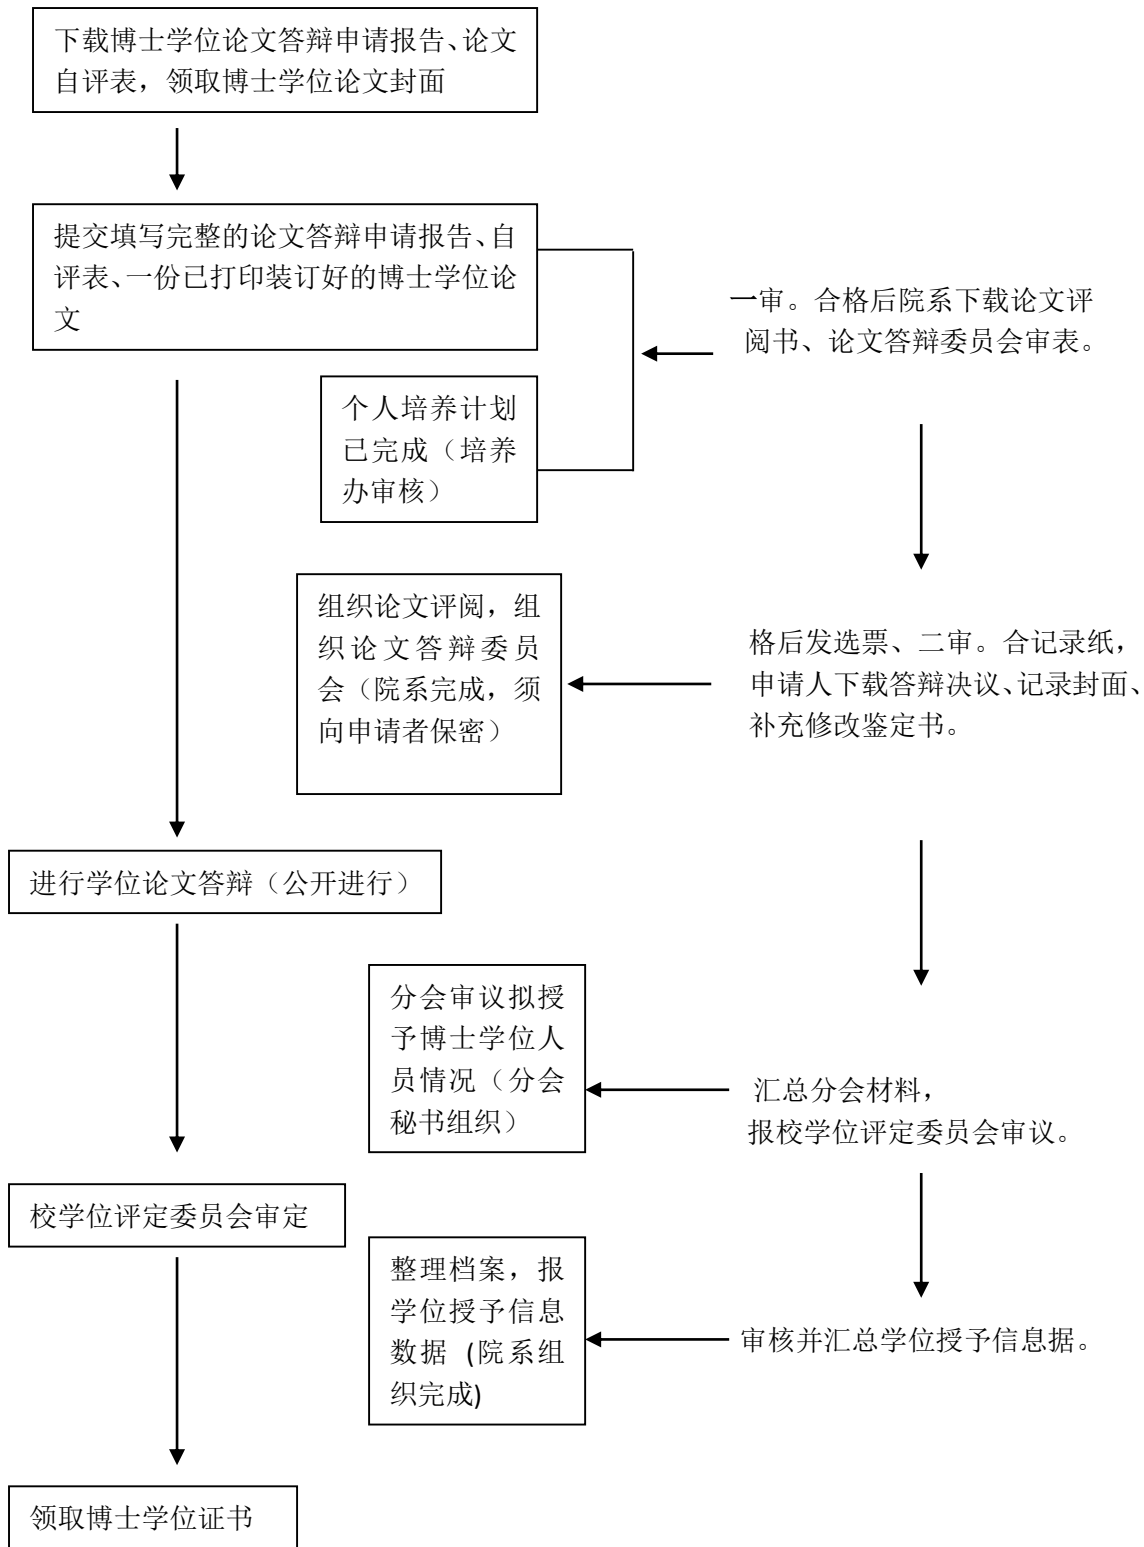 下载博士学位论文答辩申请报告、论文
自评表，领取博士学位论文封面
提交填写完整的论文答辩申请报告、自
评表、一份已打印装订好的博士学位论
文
一审。合格后院系下载论文评
阅书、论文答辩委员会审表。
个人培养计划
已完成（培养
办审核）
组织论文评阅，组
织论文答辩委员
会（院系完成，须
向申请者保密）
格后发选票、二审。合记录纸，
申请人下载答辩决议、记录封面、
补充修改鉴定书。
进行学位论文答辩（公开进行）
分会审议拟授
予博士学位人
员情况（分会
秘书组织）
汇总分会材料，
报校学位评定委员会审议。
校学位评定委员会审定
整理档案，报
学位授予信息
数据 (院系组
织完成)
审核并汇总学位授予信息据。
领取博士学位证书